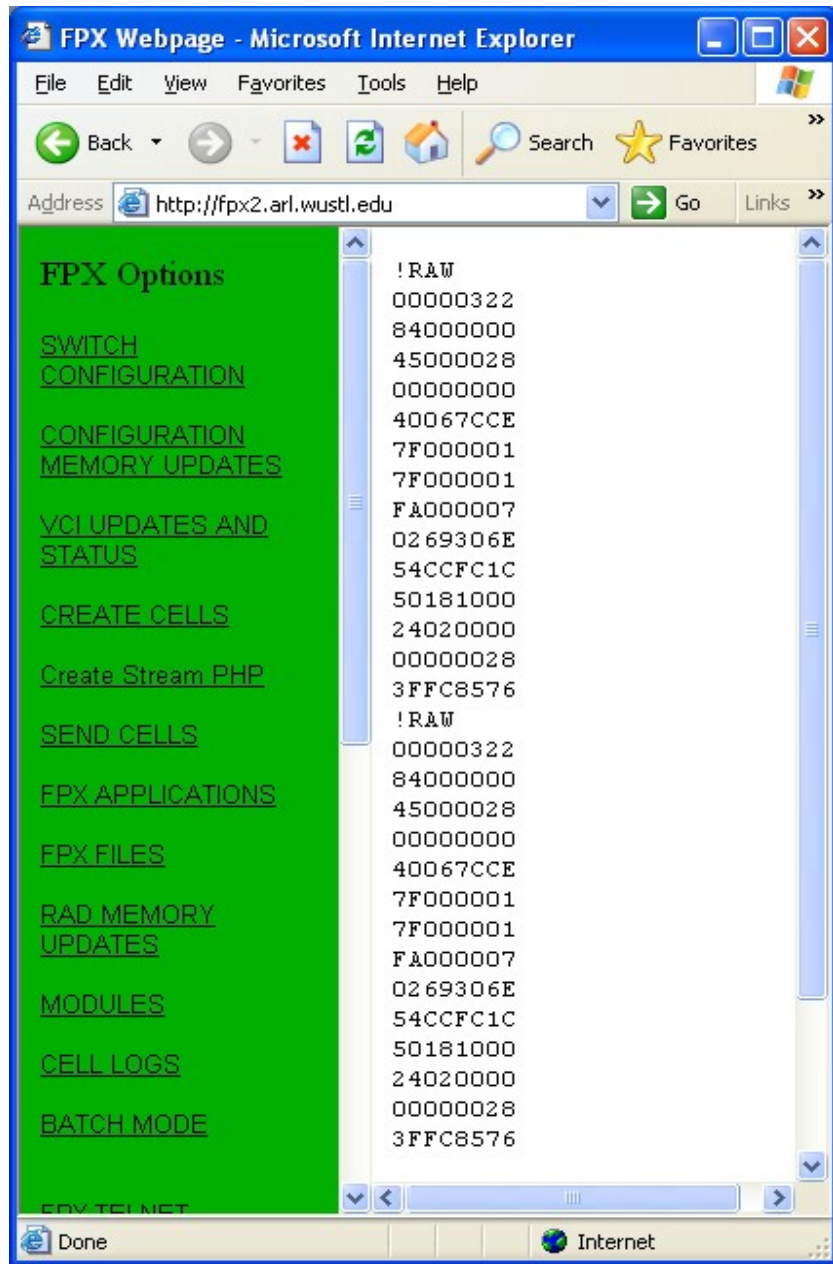 FPX Webpage - Microsoft Internet Explorer
File Edit View Favorites Tools Help
Back Search Favorites »
Address http://fpx2.arl.wustl.edu Go Links »
FPX Options
SWITCH
CONFIGURATION
CONFIGURATION
MEMORY UPDATES
VCI UPDATES AND
STATUS
CREATE CELLS
Create Stream PHP
SEND CELLS
FPX APPLICATIONS
FPX FILES
RAD MEMORY
UPDATES
MODULES
CELL LOGS
BATCH MODE
FPX TELNET
!RAW
00000322
84000000
45000028
00000000
40067CCE
7F000001
7F000001
FA000007
0269306E
54CCFC1C
50181000
24020000
00000028
3FFC8576
!RAW
00000322
84000000
45000028
00000000
40067CCE
7F000001
7F000001
FA000007
0269306E
54CCFC1C
50181000
24020000
00000028
3FFC8576
Done Internet